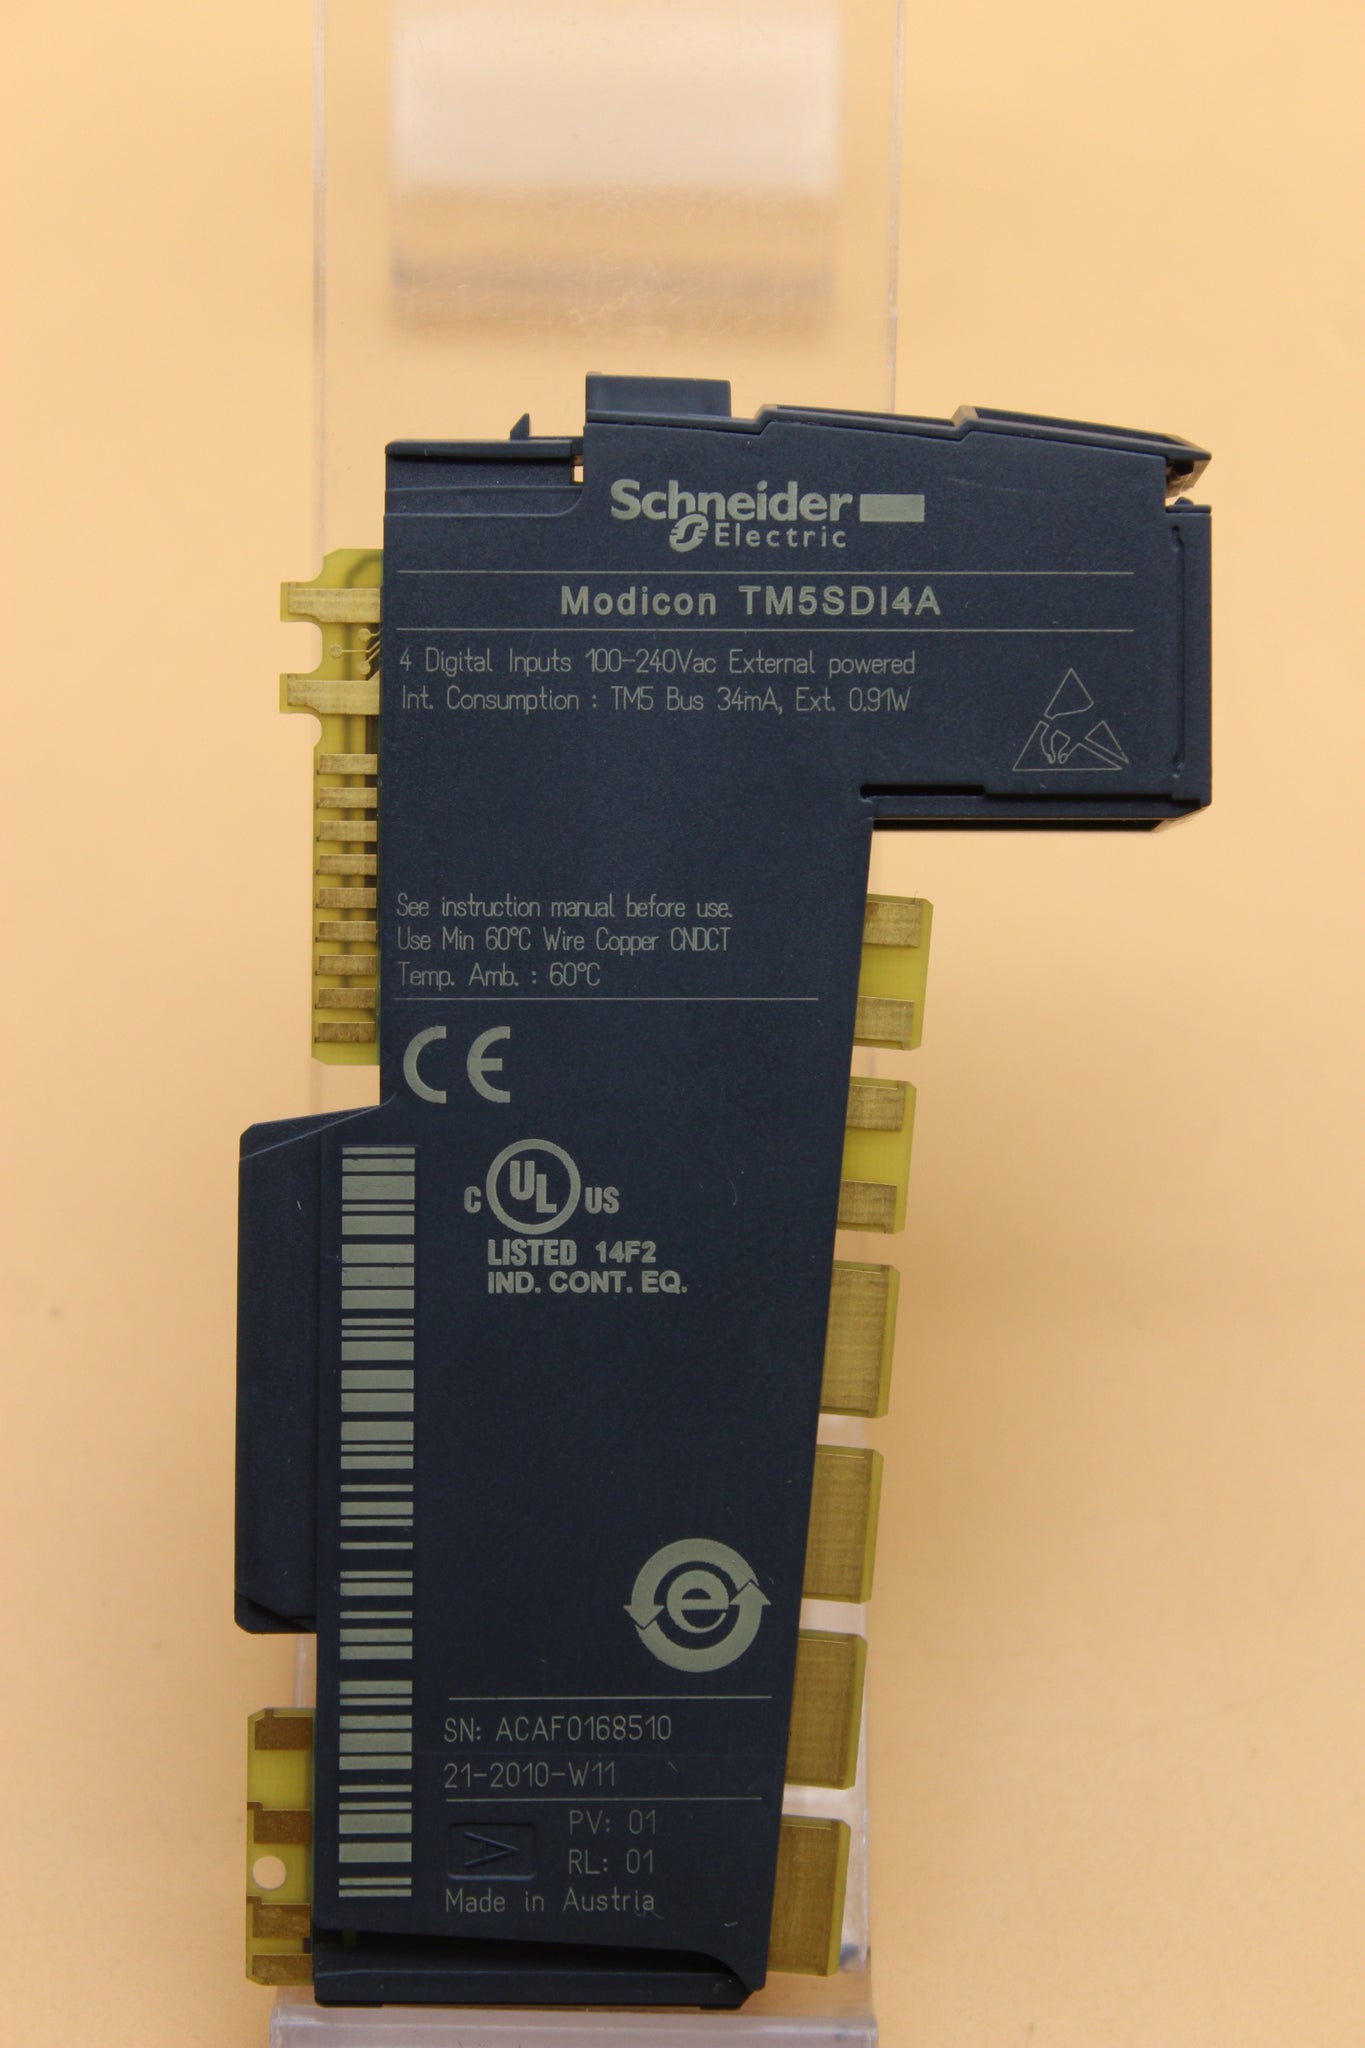 Schneider
Electric
Modicon TM5SDI4A
4 Digital Inputs 100-240Vac External powered
Int. Consumption : TM5 Bus 34mA, Ext. 0.91W
See instruction manual before use.
Use Min 60°C Wire Copper CNDCT
Temp. Amb. : 60°C
CE
C UL US
LISTED 14F2
IND. CONT. EQ.
e
SN: ACAF0168510
21-2010-W11
PV: 01
A
RL: 01
Made in Austria